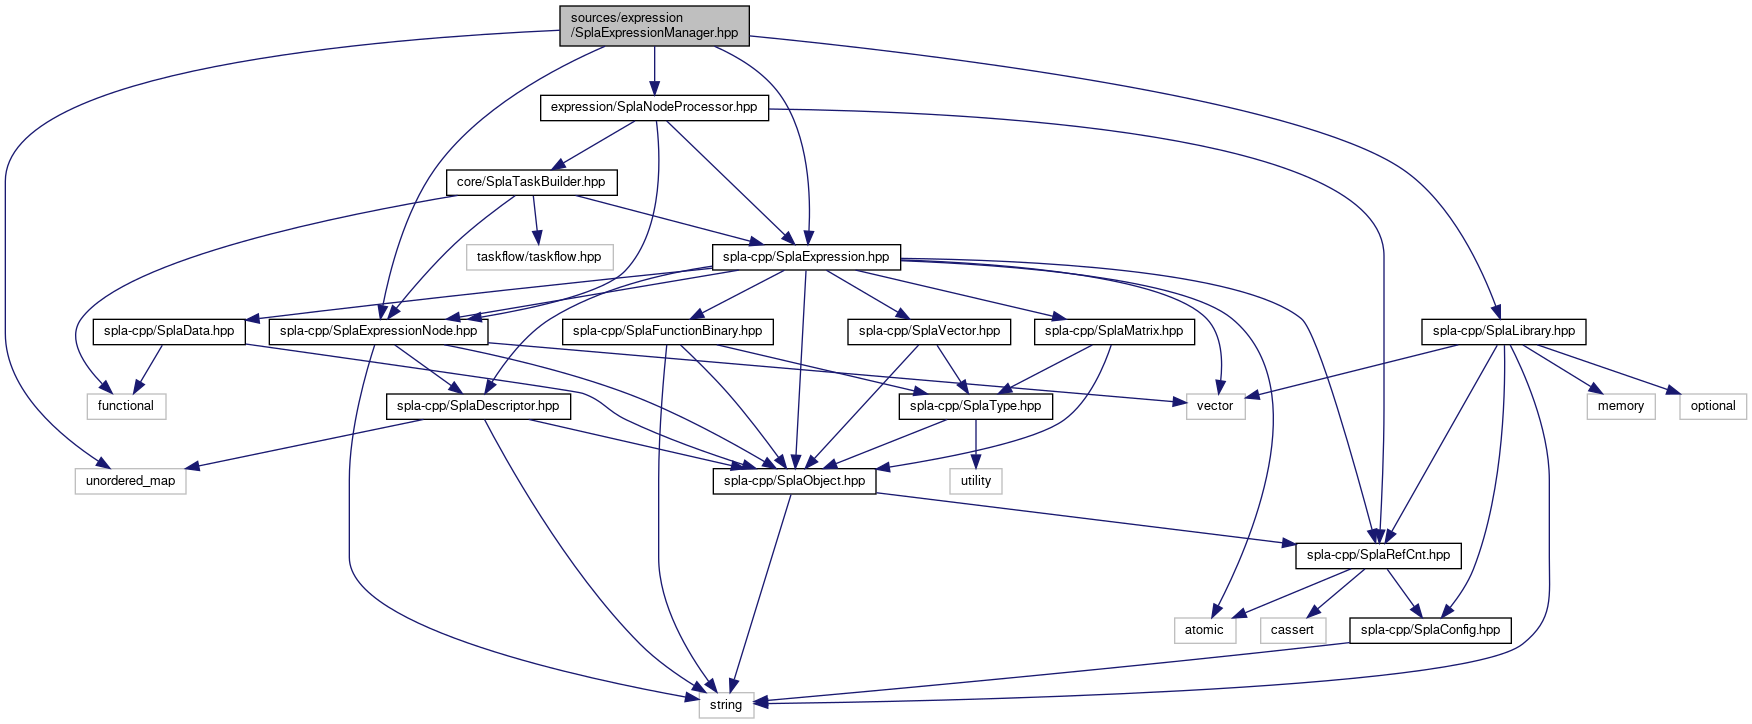 sources/expression
/SplaExpressionManager.hpp
expression/SplaNodeProcessor.hpp
core/SplaTaskBuilder.hpp
taskflow/taskflow.hpp
spla-cpp/SplaExpression.hpp
spla-cpp/SplaData.hpp
spla-cpp/SplaExpressionNode.hpp
spla-cpp/SplaFunctionBinary.hpp
spla-cpp/SplaVector.hpp
spla-cpp/SplaMatrix.hpp
spla-cpp/SplaLibrary.hpp
functional
spla-cpp/SplaDescriptor.hpp
spla-cpp/SplaType.hpp
vector
memory
optional
unordered_map
spla-cpp/SplaObject.hpp
utility
spla-cpp/SplaRefCnt.hpp
atomic
cassert
spla-cpp/SplaConfig.hpp
string